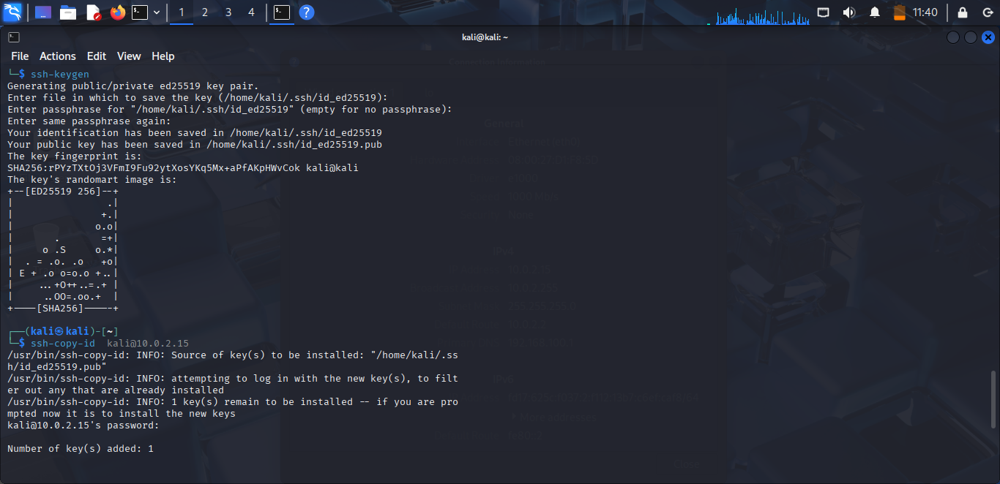 1 2 3 4 11:40
kali@kali: ~
File Actions Edit View Help
└─$ ssh-keygen
Generating public/private ed25519 key pair.
Enter file in which to save the key (/home/kali/.ssh/id_ed25519):
Enter passphrase for "/home/kali/.ssh/id_ed25519" (empty for no passphrase):
Enter same passphrase again:
Your identification has been saved in /home/kali/.ssh/id_ed25519
Your public key has been saved in /home/kali/.ssh/id_ed25519.pub
The key fingerprint is:
SHA256:rPYzTXtOj3VFmI9Fu92ytXosYKq5Mx+aPfAKpHWvCok kali@kali
The key's randomart image is:
+--[ED25519 256]--+
|                .|
|               +.|
|              o.o|
|       .       =+|
|     o .S     o.*|
|  . = .o. .o   +o|
| E + .o o=o.o +..|
|    ...+O++..=.+ |
|     ..OO=.oo.+  |
+----[SHA256]-----+
┌──(kali㉿kali)-[~]
└─$ ssh-copy-id  kali@10.0.2.15
/usr/bin/ssh-copy-id: INFO: Source of key(s) to be installed: "/home/kali/.ss
h/id_ed25519.pub"
/usr/bin/ssh-copy-id: INFO: attempting to log in with the new key(s), to filt
er out any that are already installed
/usr/bin/ssh-copy-id: INFO: 1 key(s) remain to be installed -- if you are pro
mpted now it is to install the new keys
kali@10.0.2.15's password:
Number of key(s) added: 1
Connection Information
General
IPv4
IPv6
Close